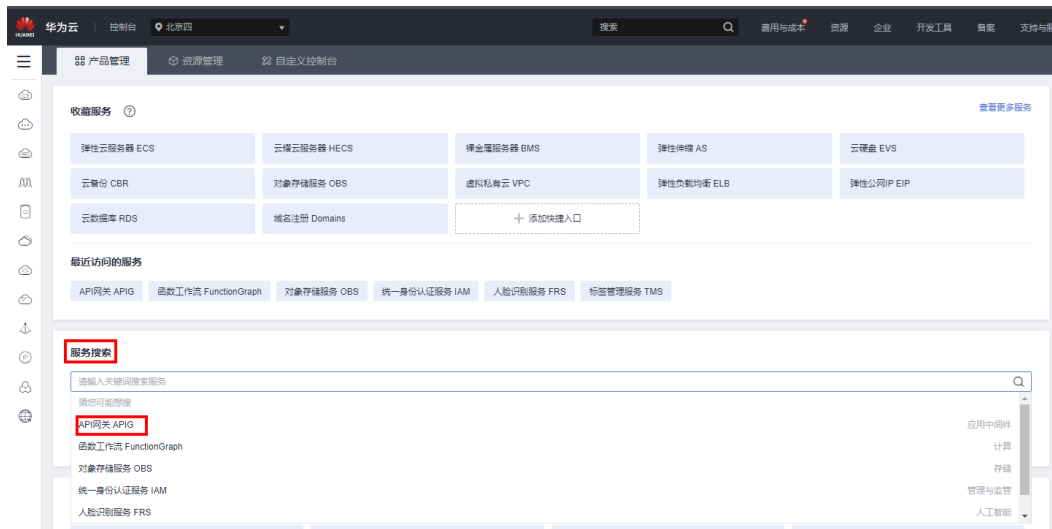 HUAWEI 华为云 控制台 北京四 搜索 费用与成本 资源 企业 开发工具 备案
产品管理 资源管理 自定义控制台
收藏服务 ? 查看更多服务
弹性云服务器 ECS 云耀云服务器 HECS 裸金属服务器 BMS 弹性伸缩 AS 云硬盘 EVS
云备份 CBR 对象存储服务 OBS 虚拟私有云 VPC 弹性负载均衡 ELB 弹性公网IP EIP
云数据库 RDS 域名注册 Domains 添加快捷入口
最近访问的服务
API网关 APIG 函数工作流 FunctionGraph 对象存储服务 OBS 统一身份认证服务 IAM 人脸识别服务 FRS 标签管理服务 TMS
服务搜索
请输入关键词搜索服务
猜您可能想搜
API网关 APIG 应用中间件
函数工作流 FunctionGraph 计算
对象存储服务 OBS 存储
统一身份认证服务 IAM 管理与监管
人脸识别服务 FRS 人工智能